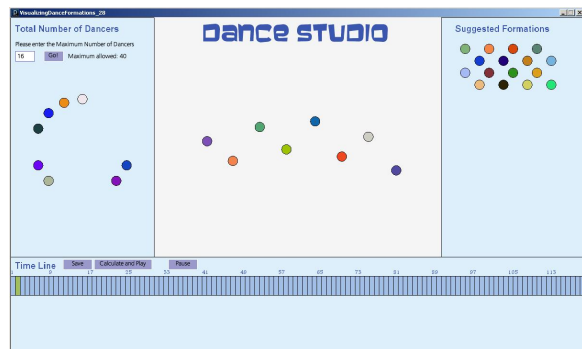 VisualizingDanceFormations_28
Total Number of Dancers
Please enter the Maximum Number of Dancers
16 Go! Maximum allowed: 40
Dance Studio
Suggested Formations
Time Line Save Calculate and Play Pause
1 9 17 25 33 41 49 57 65 73 81 89 97 105 113